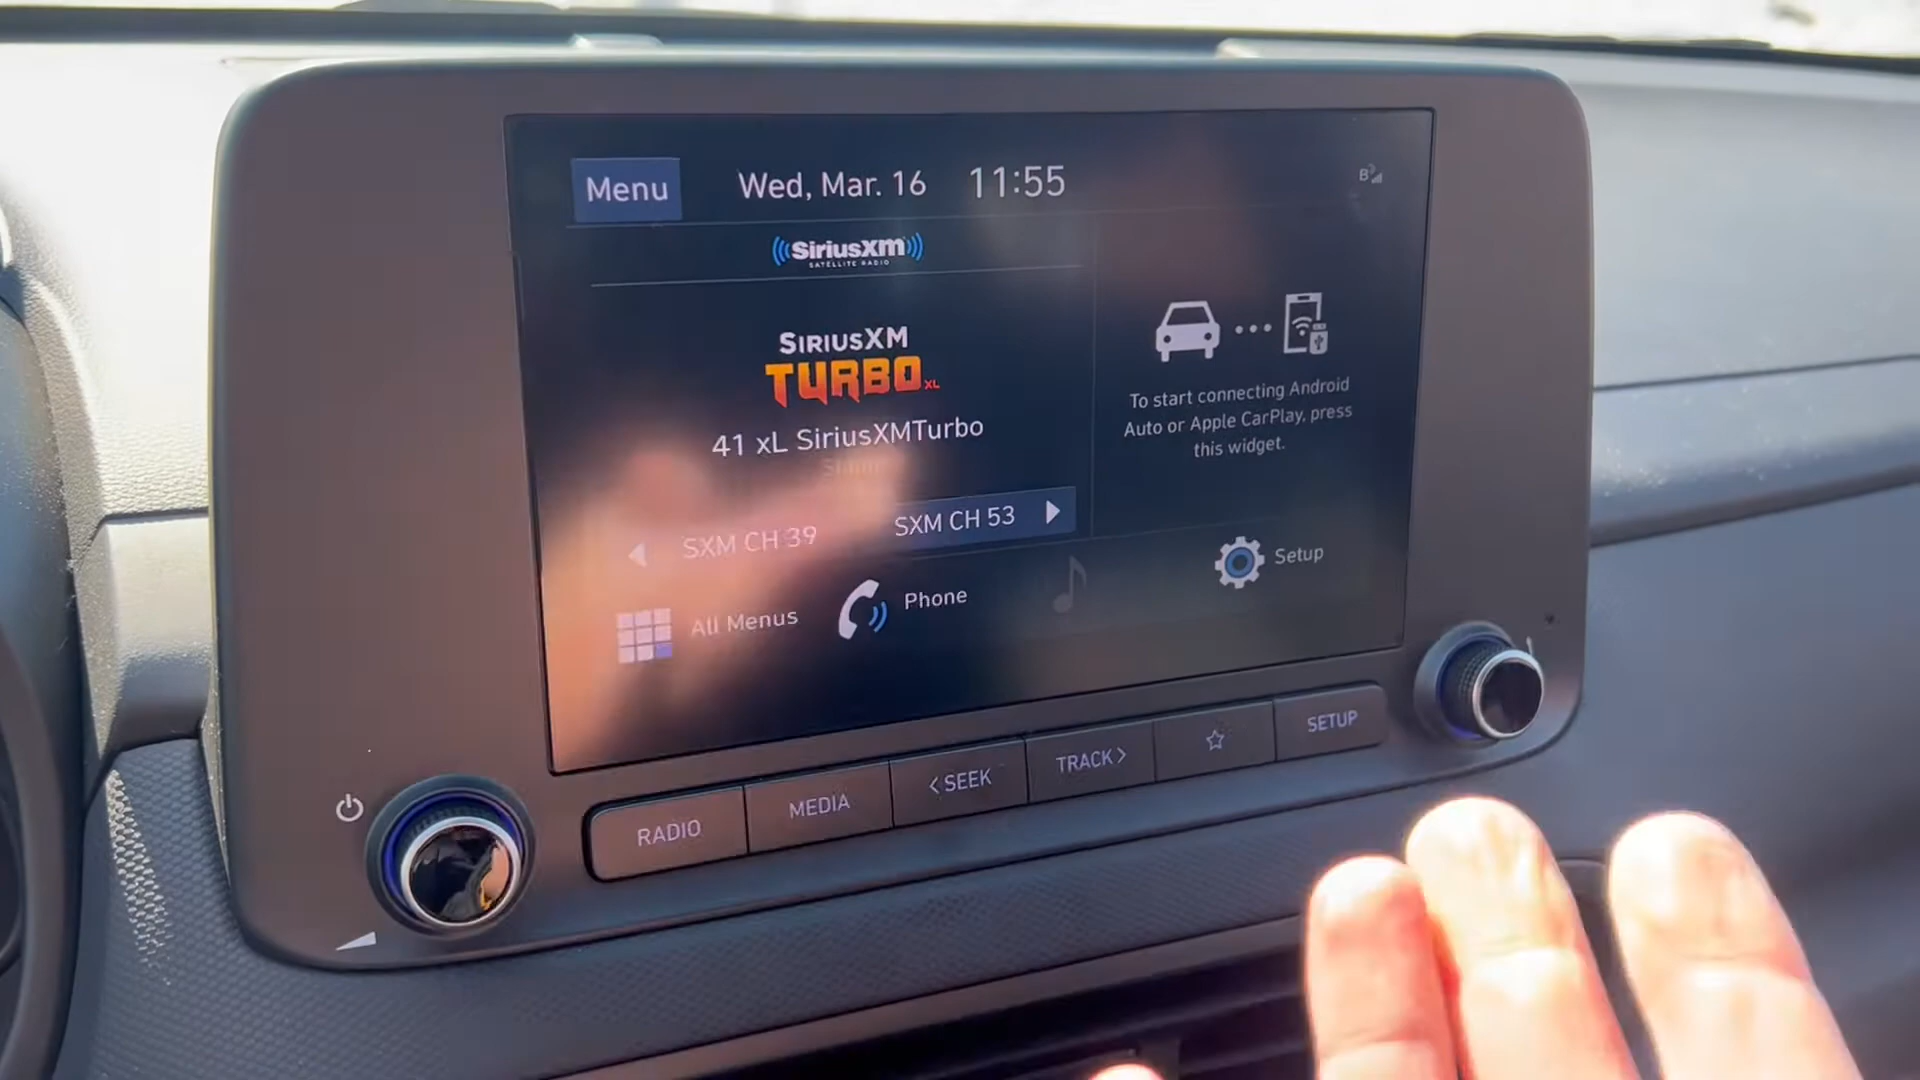 Menu
Wed, Mar. 16
11:55
B
SiriusXm
SATELLITE RADIO
SIRIUSXM
TURBO XL
41 xL SiriusXMTurbo
To start connecting Android
Auto or Apple CarPlay, press
this widget.
SXM CH 39
SXM CH 53
All Menus
Phone
Setup
RADIO
MEDIA
<SEEK
TRACK>
SETUP